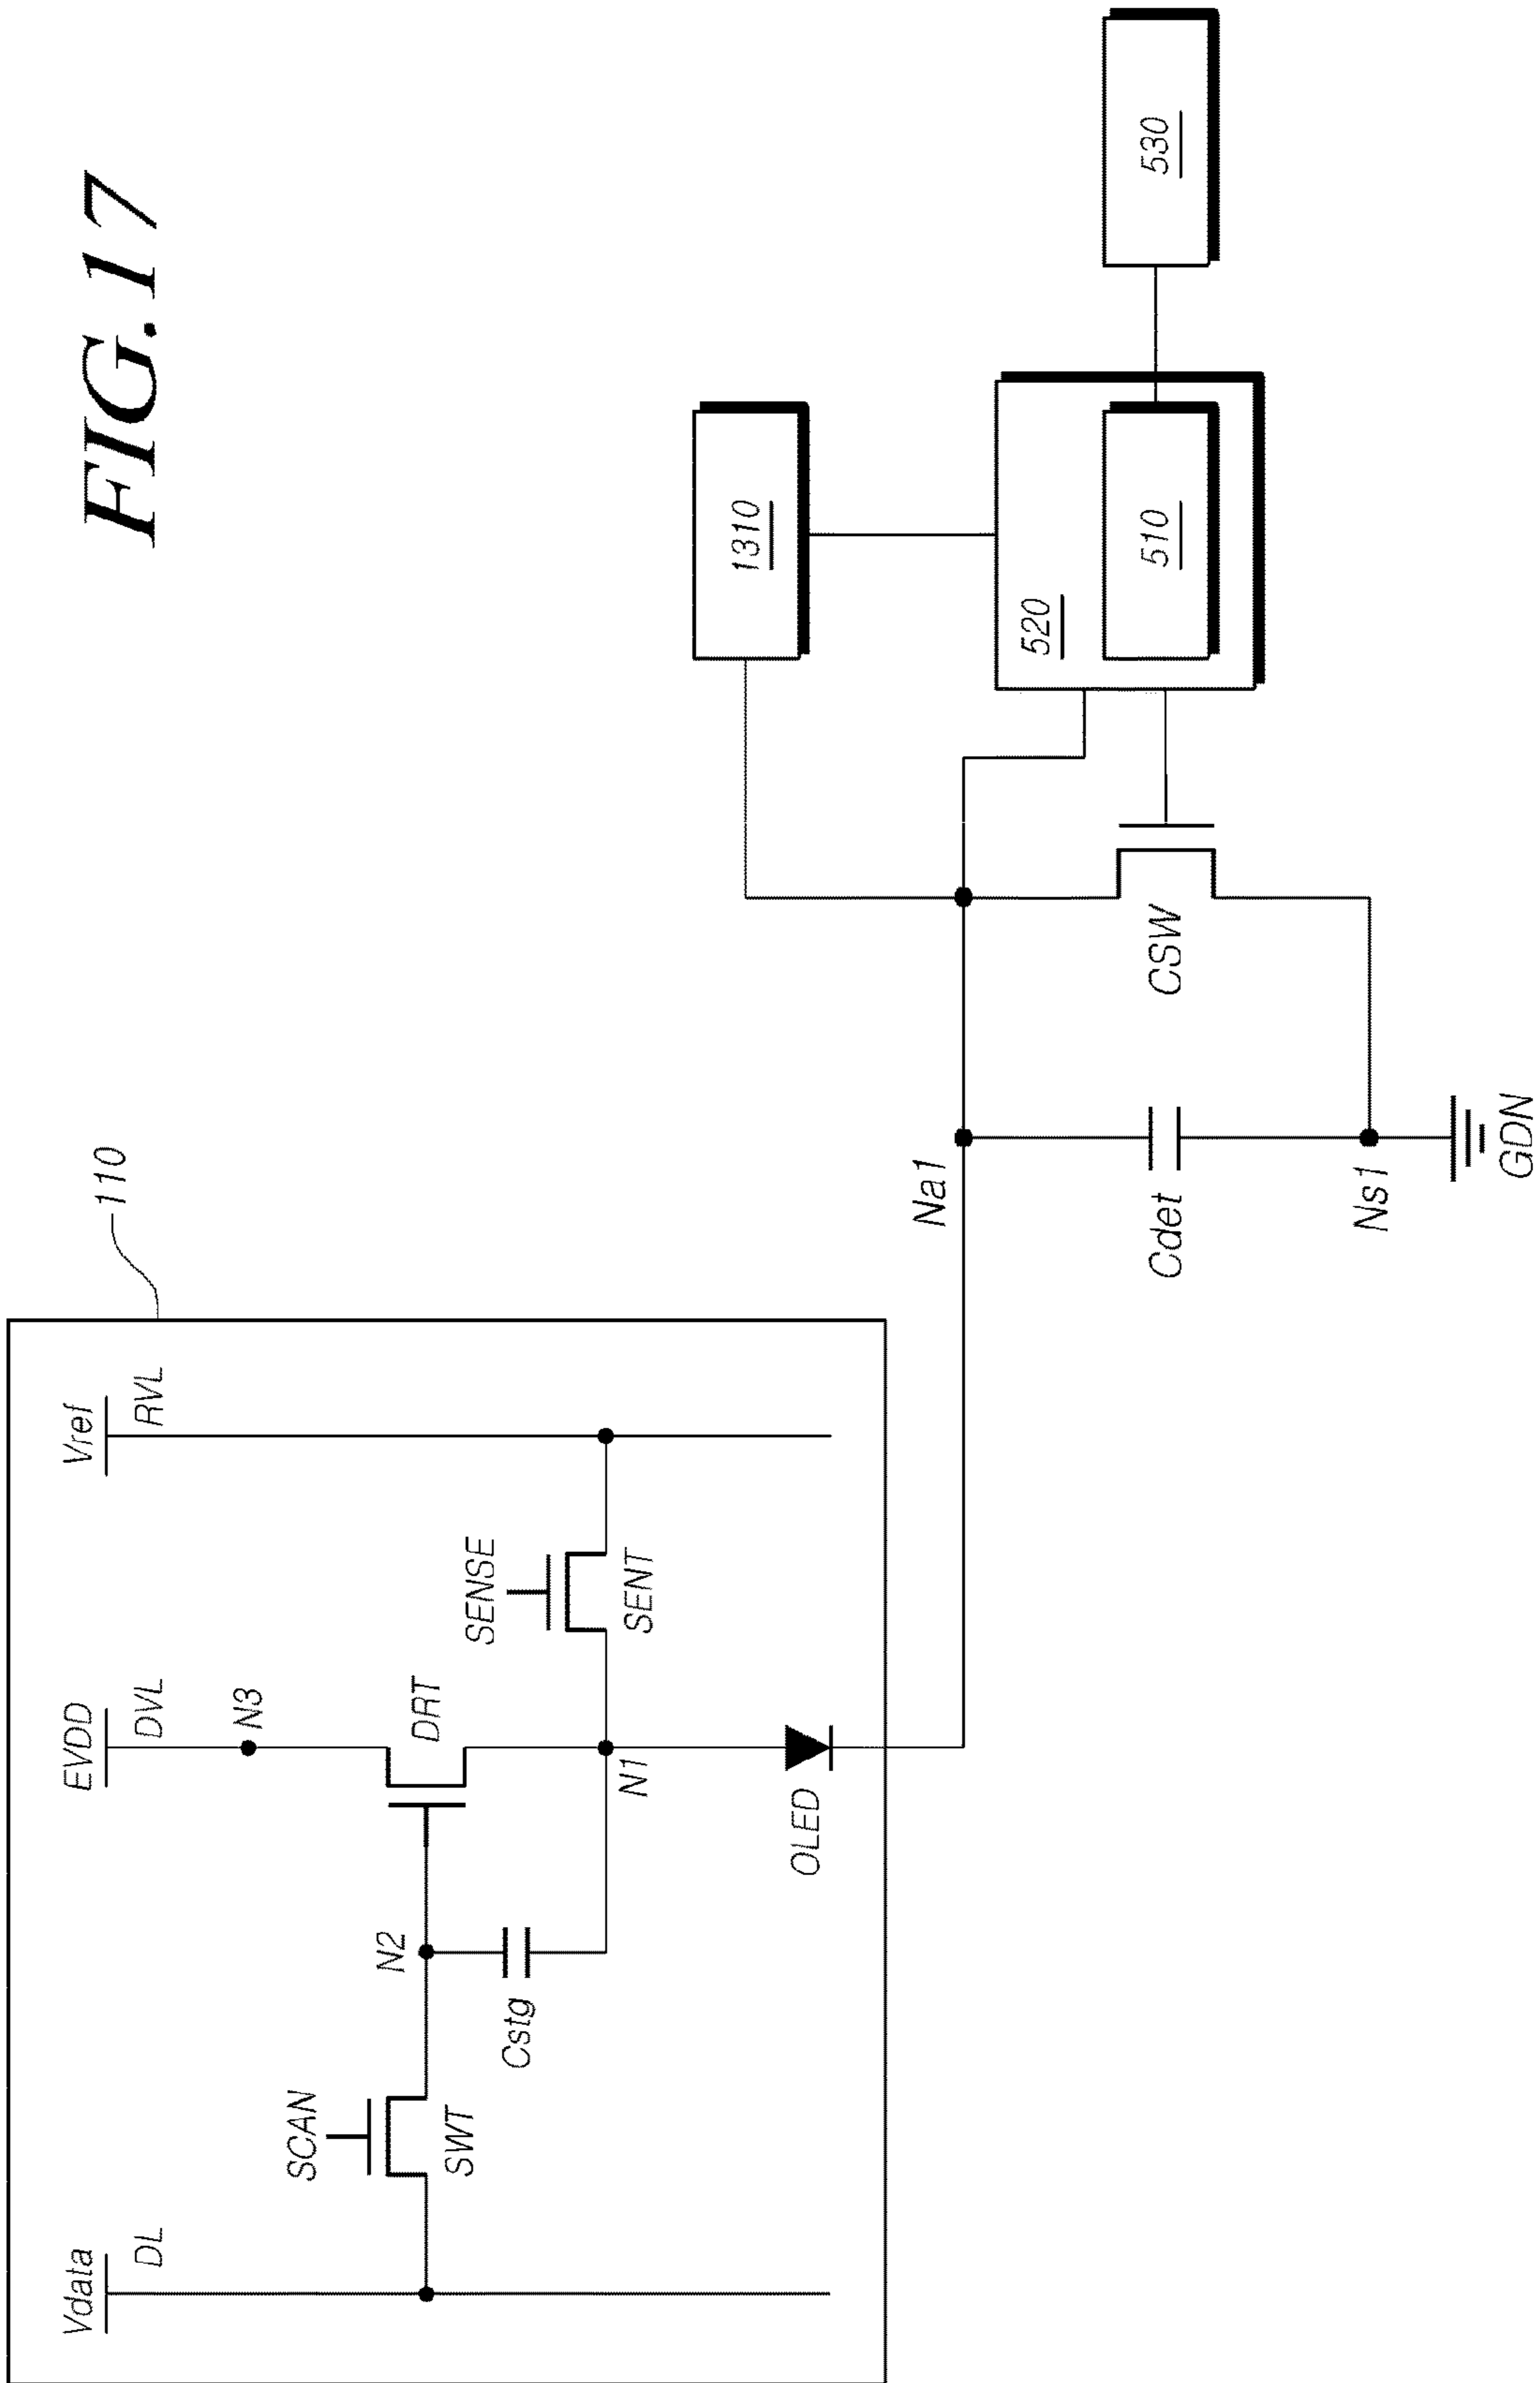 FIG.17
110
Vdata
DL
EVDD
DVL
Vref
RVL
N3
SCAN
SWT
N2
DRT
SENSE
SENT
Cstg
N1
OLED
Na1
Cdet
Ns1
GDN
CSW
1310
520
510
530